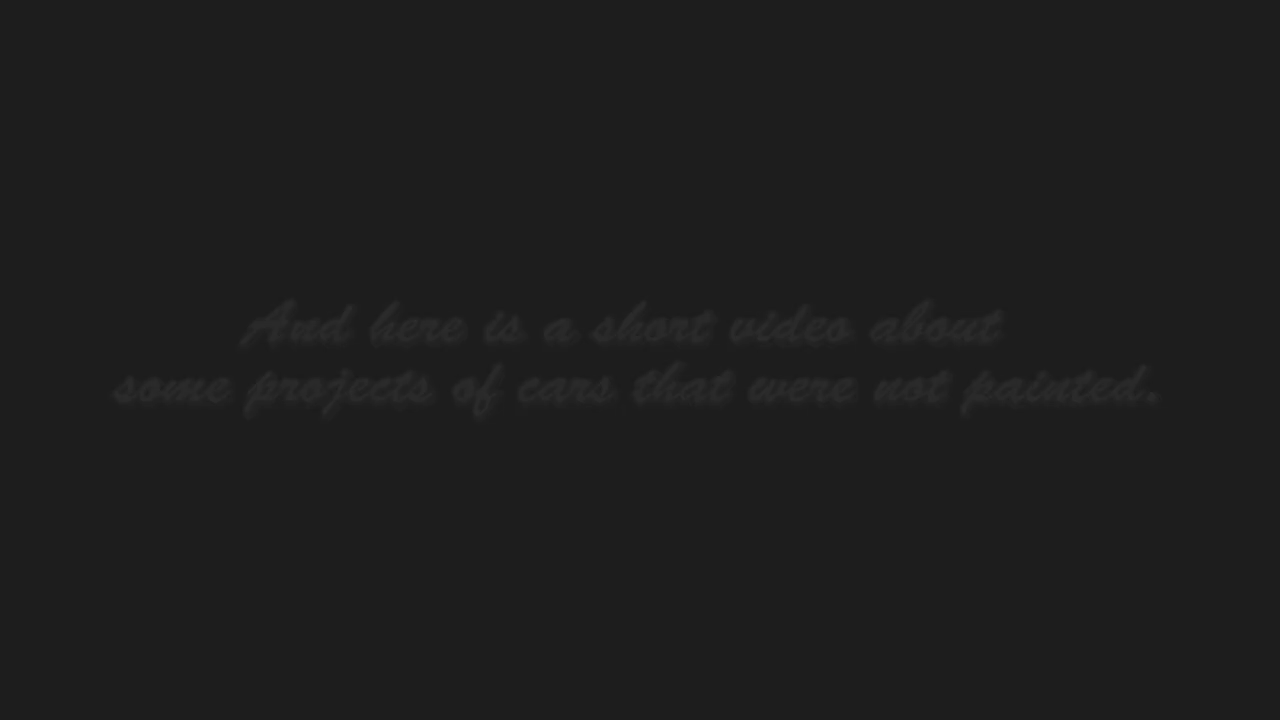 And here is a short video about
some projects of cars that were not painted.